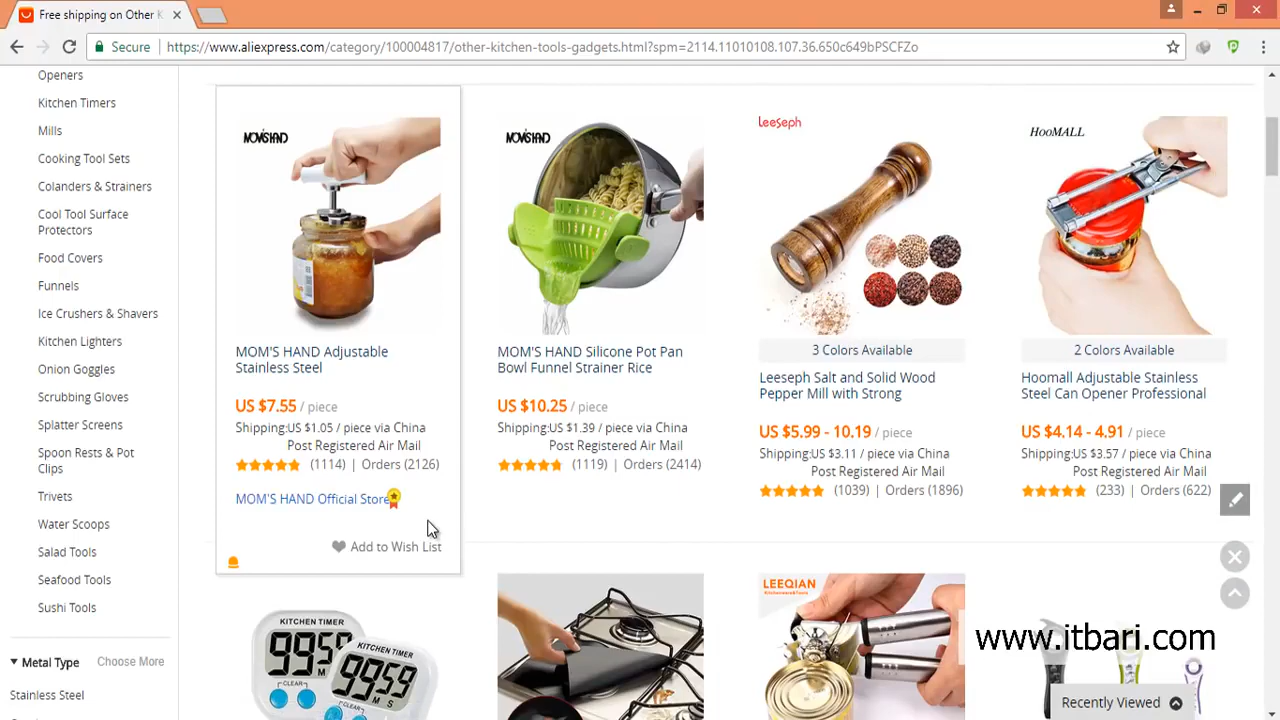 Free shipping on Other K
Secure
https://www.aliexpress.com/category/100004817/other-kitchen-tools-gadgets.html?spm=2114.11010108.107.36.650c649bPSCFZo
Openers
Kitchen Timers
Mills
Cooking Tool Sets
Colanders & Strainers
Cool Tool Surface
Protectors
Food Covers
Funnels
Ice Crushers & Shavers
Kitchen Lighters
Onion Goggles
Scrubbing Gloves
Splatter Screens
Spoon Rests & Pot
Clips
Trivets
Water Scoops
Salad Tools
Seafood Tools
Sushi Tools
Metal Type
Choose More
Stainless Steel
MOM'S HAND
MOM'S HAND Adjustable
Stainless Steel
US $7.55 / piece
Shipping:US $1.05 / piece via China
Post Registered Air Mail
(1114) | Orders (2126)
MOM'S HAND Official Store
Add to Wish List
MOM'S HAND
MOM'S HAND Silicone Pot Pan
Bowl Funnel Strainer Rice
US $10.25 / piece
Shipping:US $1.39 / piece via China
Post Registered Air Mail
(1119) | Orders (2414)
Leeseph
3 Colors Available
Leeseph Salt and Solid Wood
Pepper Mill with Strong
US $5.99 - 10.19 / piece
Shipping:US $3.11 / piece via China
Post Registered Air Mail
(1039) | Orders (1896)
HooMALL
2 Colors Available
Hoomall Adjustable Stainless
Steel Can Opener Professional
US $4.14 - 4.91 / piece
Shipping:US $3.57 / piece via China
Post Registered Air Mail
(233) | Orders (622)
KITCHEN TIMER
99 59
M S
CLEAR
KITCHEN TIMER
99 59
M S
CLEAR
LEEQIAN
www.itbari.com
Recently Viewed